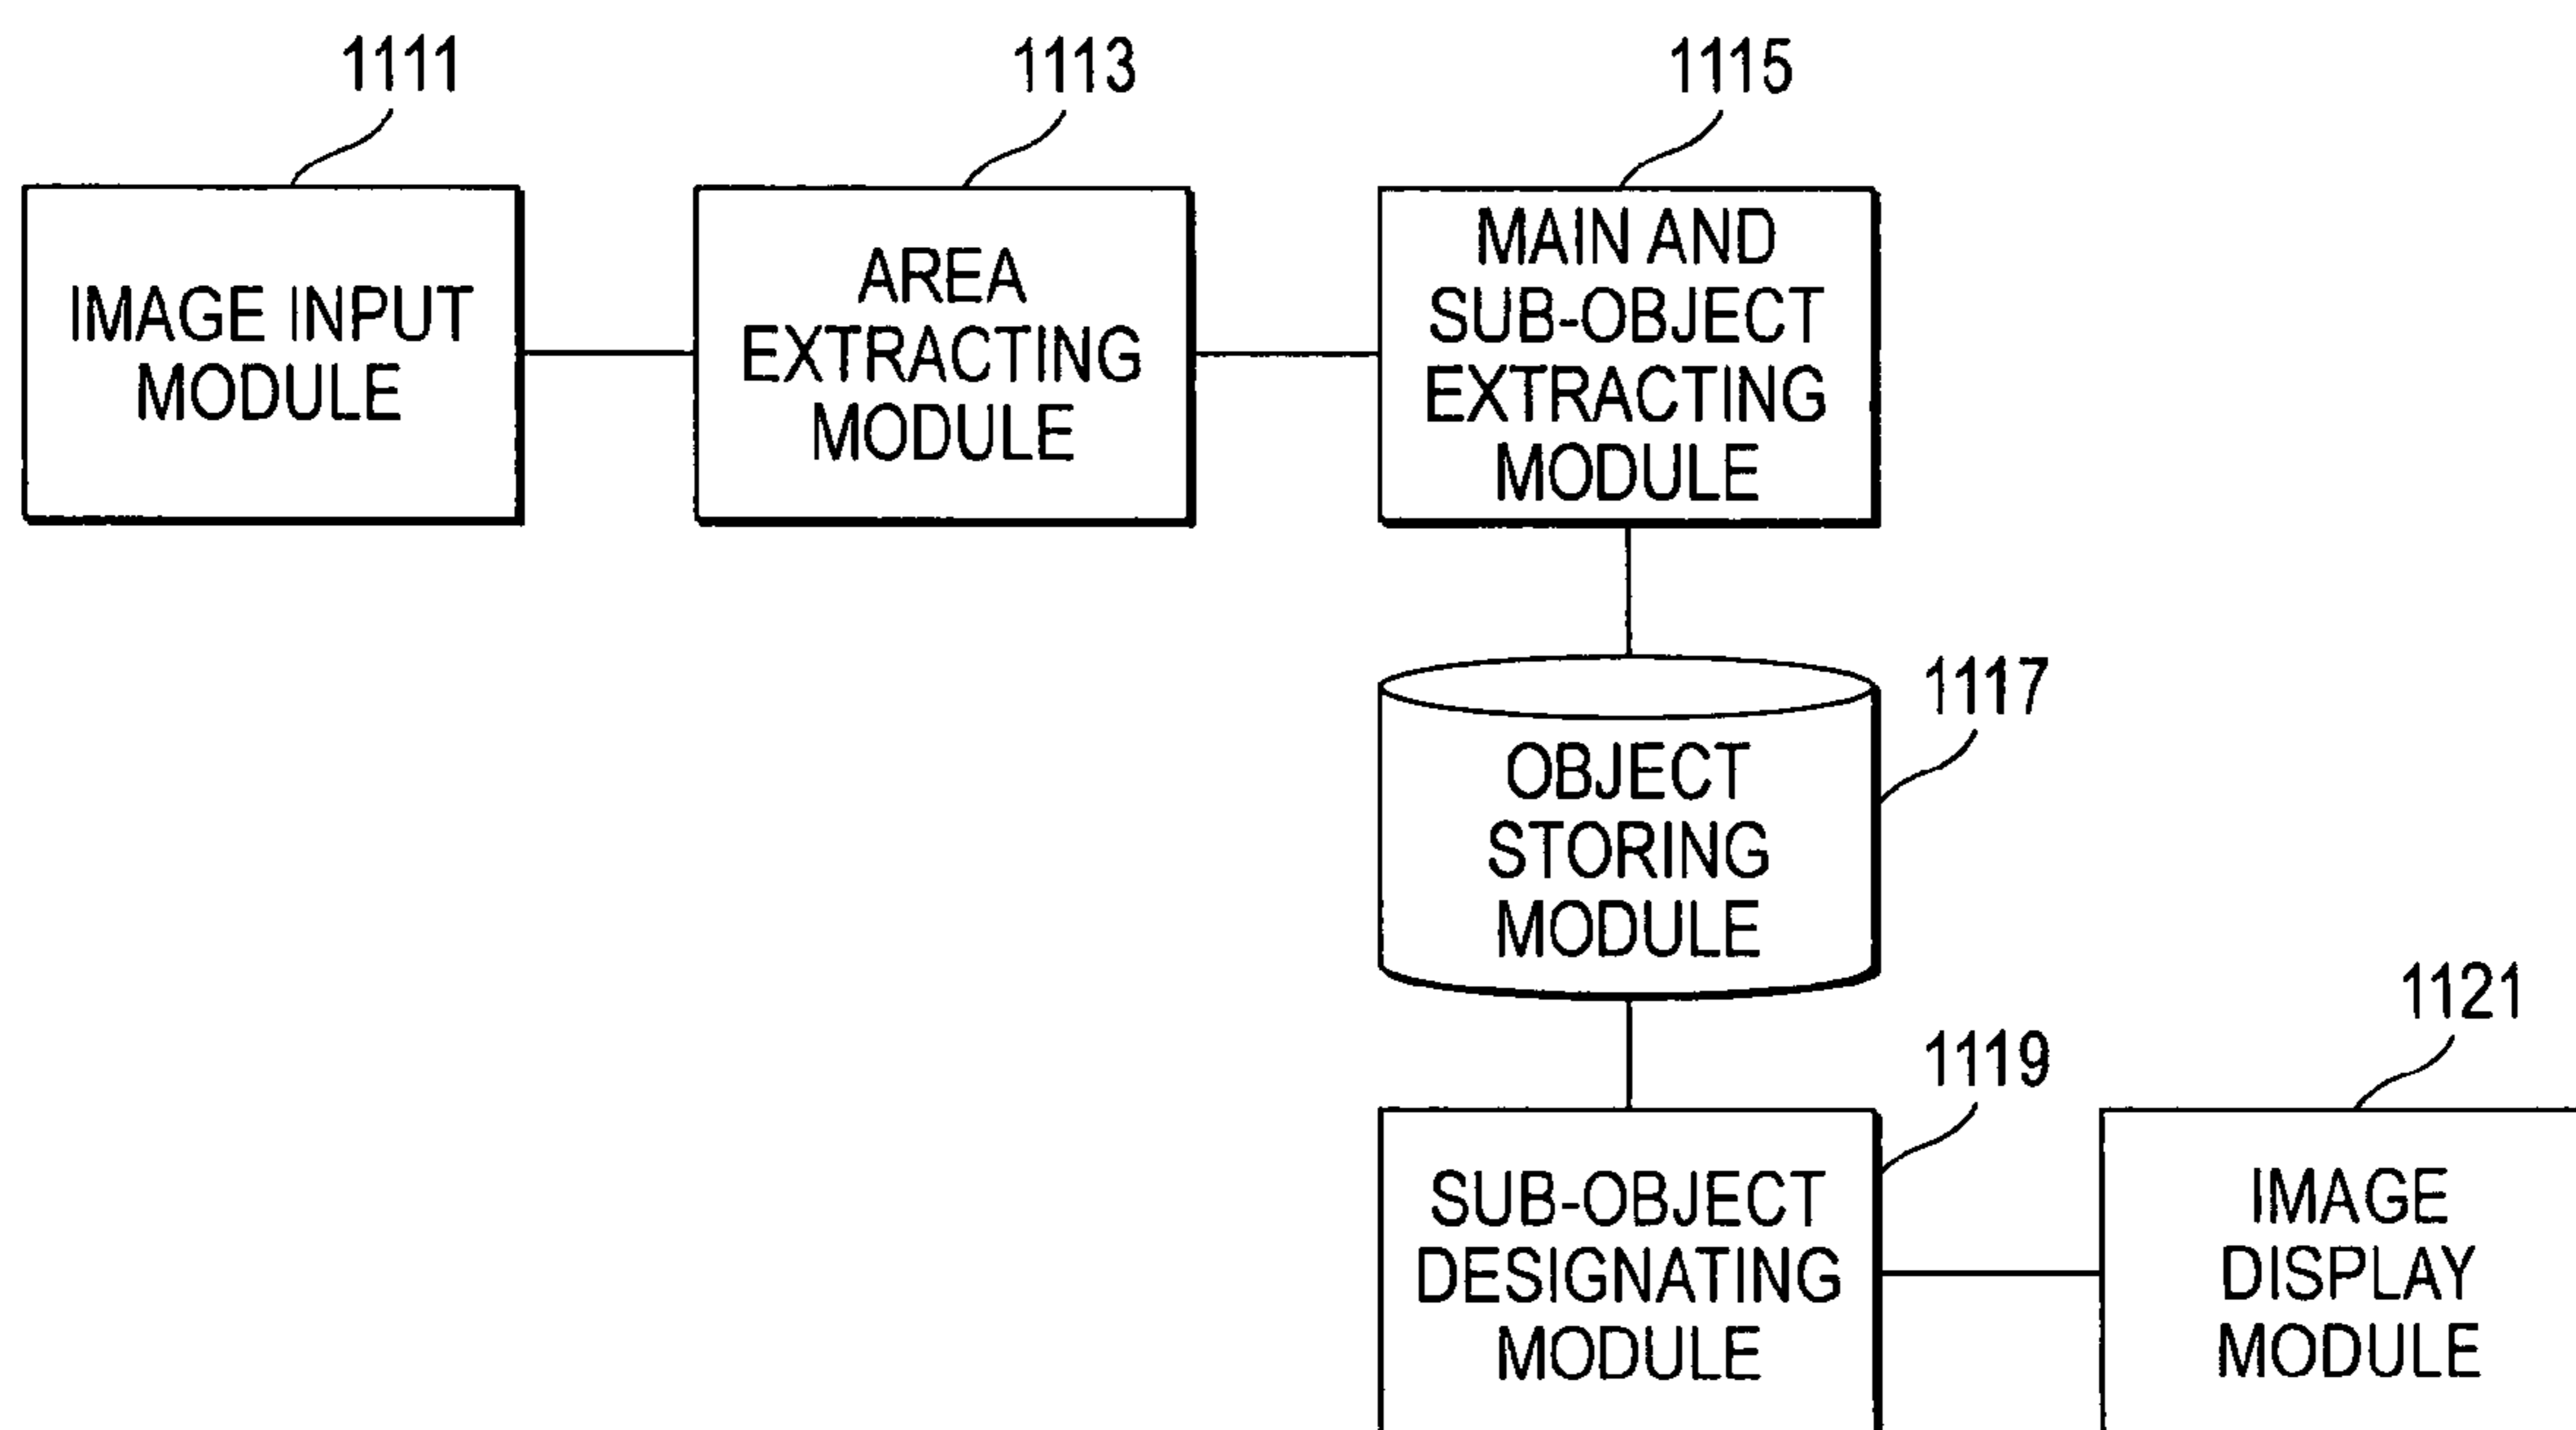 1111
1113
1115
IMAGE INPUT
MODULE
AREA
EXTRACTING
MODULE
MAIN AND
SUB-OBJECT
EXTRACTING
MODULE
1117
OBJECT
STORING
MODULE
1119
1121
SUB-OBJECT
DESIGNATING
MODULE
IMAGE
DISPLAY
MODULE